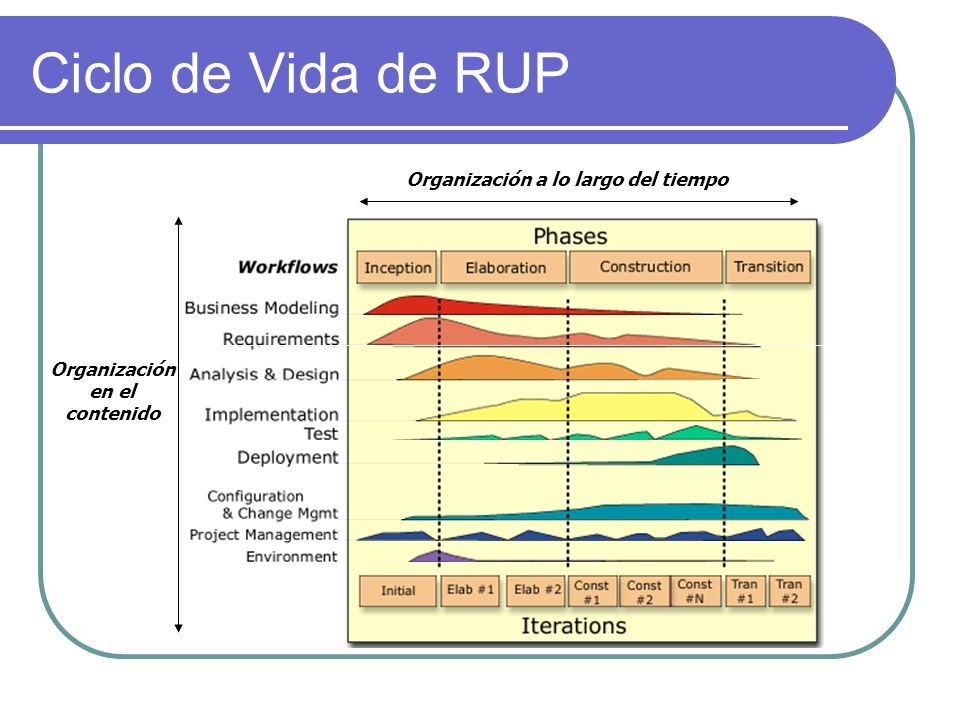 Ciclo de Vida de RUP
Organización a lo largo del tiempo
Phases
Workflows
Inception
Elaboration
Construction
Transition
Business Modeling
Requirements
Analysis & Design
Implementation
Test
Deployment
Configuration
& Change Mgmt
Project Management
Environment
Organización
en el
contenido
Initial
Elab #1
Elab #2
Const
#1
Const
#2
Const
#N
Tran
#1
Tran
#2
Iterations